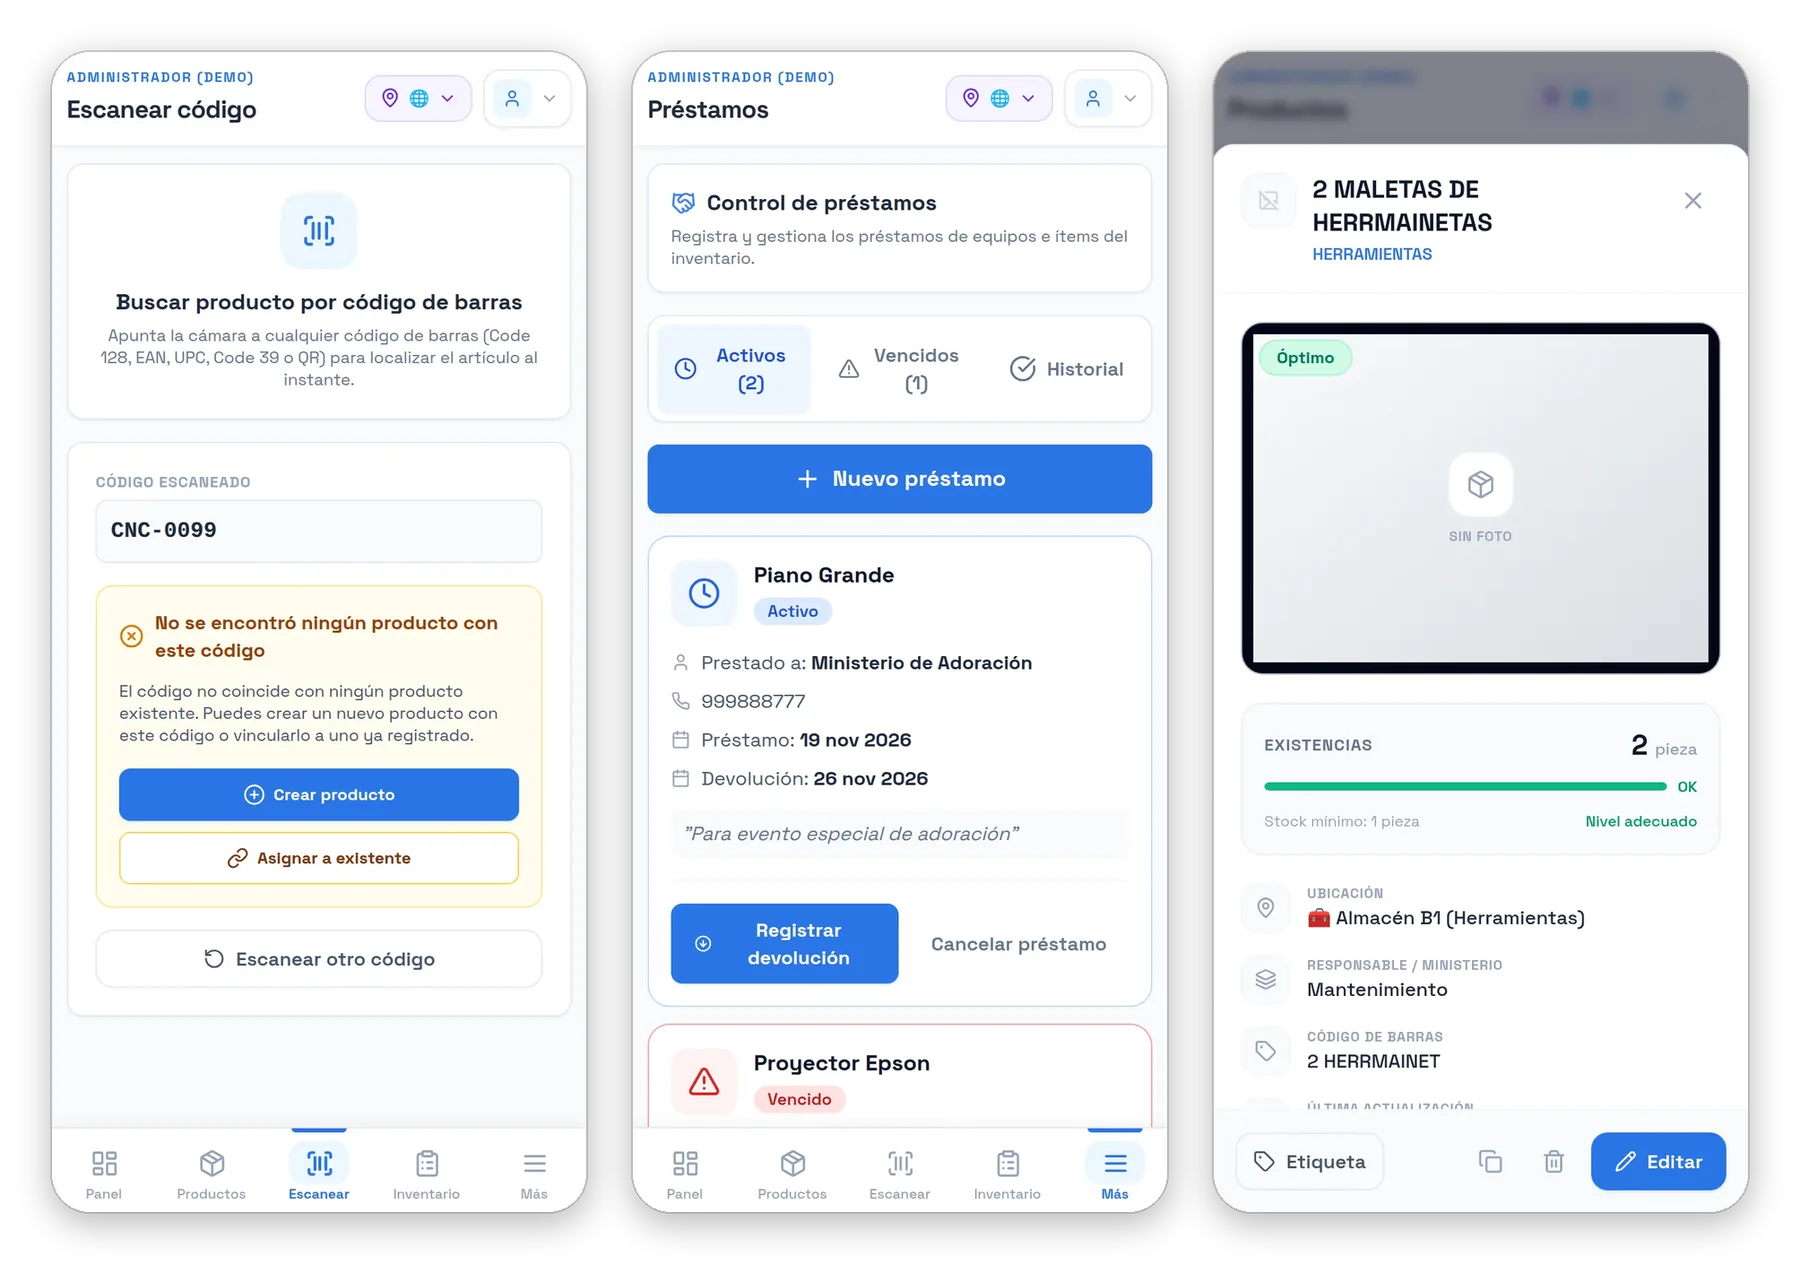 ADMINISTRADOR (DEMO)
Escanear código
Buscar producto por código de barras
Apunta la cámara a cualquier código de barras (Code
128, EAN, UPC, Code 39 o QR) para localizar el artículo al
instante.
CÓDIGO ESCANEADO
CNC-0099
No se encontró ningún producto con
este código
El código no coincide con ningún producto
existente. Puedes crear un nuevo producto con
este código o vincularlo a uno ya registrado.
Crear producto
Asignar a existente
Escanear otro código
Panel
Productos
Escanear
Inventario
Más
ADMINISTRADOR (DEMO)
Préstamos
Control de préstamos
Registra y gestiona los préstamos de equipos e ítems del
inventario.
Activos
(2)
Vencidos
(1)
Historial
Nuevo préstamo
Piano Grande
Activo
Prestado a: Ministerio de Adoración
999888777
Préstamo: 19 nov 2026
Devolución: 26 nov 2026
"Para evento especial de adoración"
Registrar
devolución
Cancelar préstamo
Proyector Epson
Vencido
Panel
Productos
Escanear
Inventario
Más
Productos
2 MALETAS DE
HERRMAINETAS
HERRAMIENTAS
Óptimo
SIN FOTO
EXISTENCIAS
2 pieza
OK
Stock mínimo: 1 pieza
Nivel adecuado
UBICACIÓN
Almacén B1 (Herramientas)
RESPONSABLE / MINISTERIO
Mantenimiento
CÓDIGO DE BARRAS
2 HERRMAINET
ÚLTIMA ACTUALIZACIÓN
Etiqueta
Editar